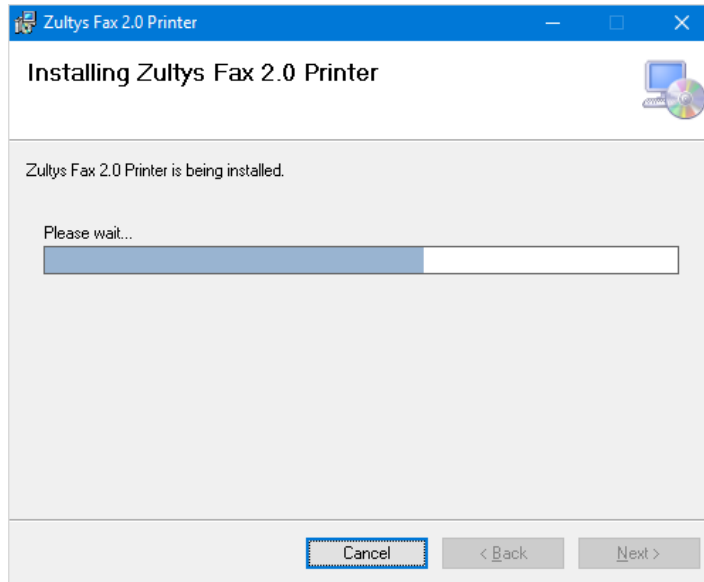 Zultys Fax 2.0 Printer
Installing Zultys Fax 2.0 Printer
Zultys Fax 2.0 Printer is being installed.
Please wait...
Cancel
< Back
Next >